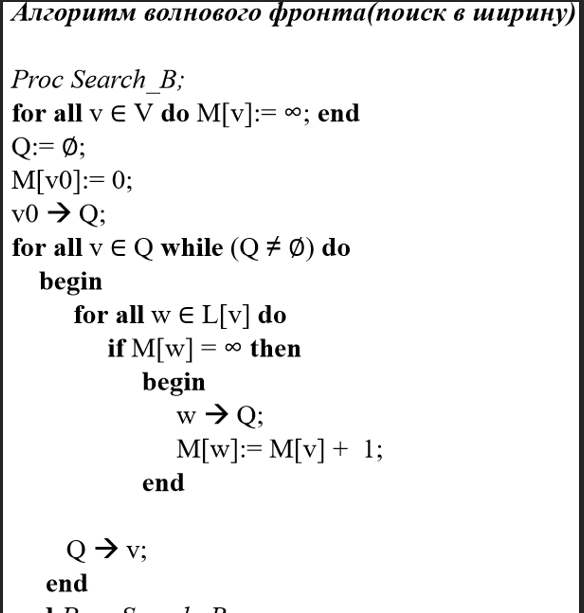 Алгоритм волнового фронта(поиск в ширину)
Proc Search_B;
for all v ∈ V do M[v]:= ∞; end
Q:= ∅;
M[v0]:= 0;
v0 → Q;
for all v ∈ Q while (Q ≠ ∅) do
begin
for all w ∈ L[v] do
if M[w] = ∞ then
begin
w → Q;
M[w]:= M[v] + 1;
end
Q → v;
end